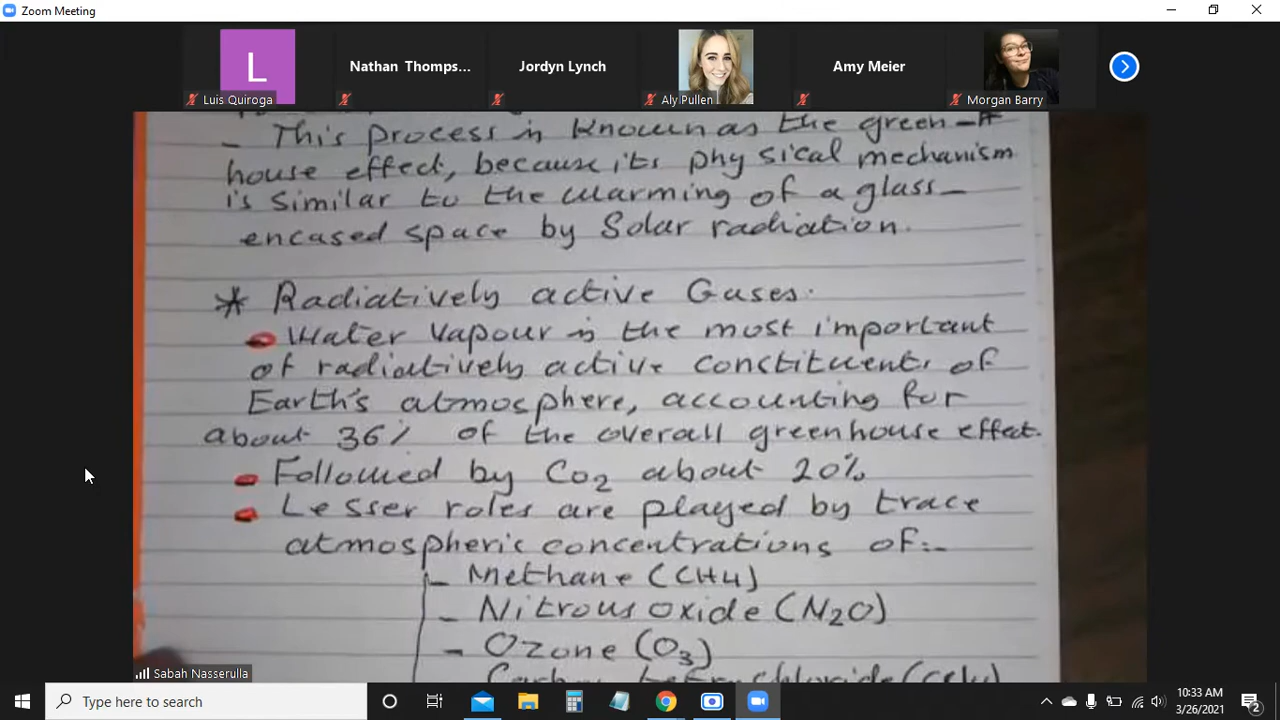 Zoom Meeting
L
Nathan Thomps...
Jordyn Lynch
Amy Meier
Luis Quiroga
Aly Pullen
Morgan Barry
- This process is known as the green-
house effect, because its physical mechanism
is similar to the warming of a glass-
encased space by Solar radiation.
* Radiatively active Gases.
Water Vapour is the most important
of radiatively active constituents of
Earth's atmosphere, accounting for
about 36% of the overall greenhouse effect.
Followed by CO2 about 20%
Lesser roles are played by trace
atmospheric concentrations of:-
- Methane (CH4)
- Nitrous oxide (N2O)
- Ozone (O3)
Carbon tetrachloride (CCl4)
Sabah Nasserulla
Type here to search
10:33 AM
3/26/2021
2